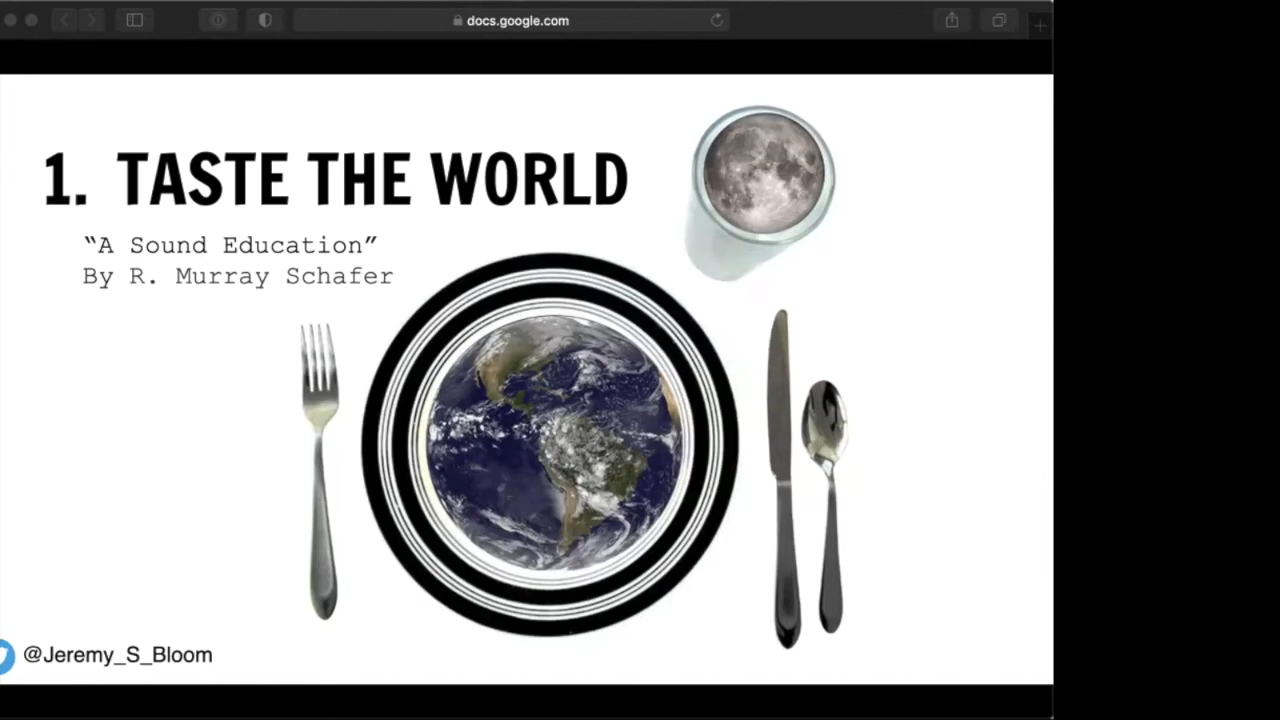 docs.google.com
1. TASTE THE WORLD
“A Sound Education”
By R. Murray Schafer
@Jeremy_S_Bloom